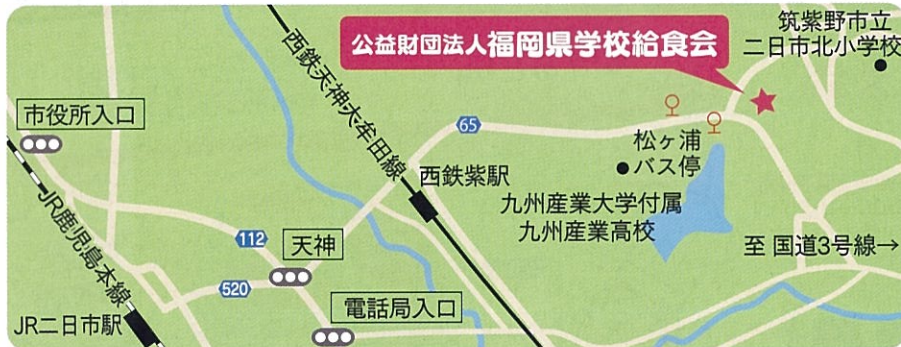 筑紫野市立
二日市北小学校
公益財団法人福岡県学校給食会
西鉄天神大牟田線
市役所入口
65
松ヶ浦
バス停
西鉄紫駅
九州産業大学付属
九州産業高校
JR鹿児島本線
112
天神
至 国道3号線→
520
電話局入口
JR二日市駅